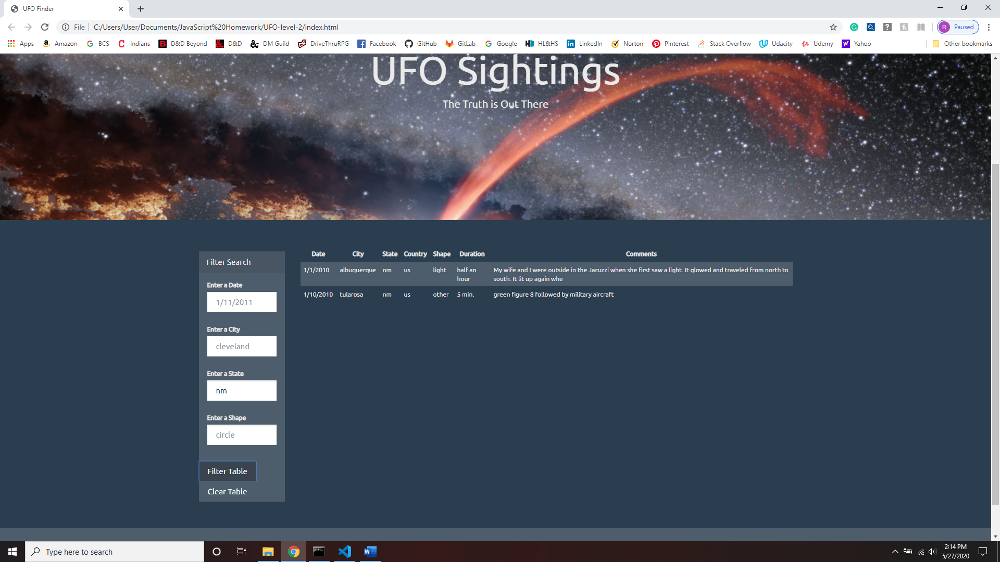 UFO Finder
File
C:/Users/User/Documents/JavaScript%20Homework/UFO-level-2/index.html
R Paused
Apps Amazon BCS Indians D&D Beyond D&D DM Guild DriveThruRPG Facebook GitHub GitLab Google HL&HS LinkedIn Norton Pinterest Stack Overflow Udacity Udemy Yahoo Other bookmarks
UFO Sightings
The Truth is Out There
Filter Search
Enter a Date
1/11/2011
Enter a City
cleveland
Enter a State
nm
Enter a Shape
circle
Filter Table
Clear Table
Date City State Country Shape Duration Comments
1/1/2010 albuquerque nm us light half an hour My wife and I were outside in the Jacuzzi when she first saw a light. It glowed and traveled from north to
south. It lit up again whe
1/10/2010 tularosa nm us other 5 min. green figure 8 followed by military aircraft
Type here to search
2:14 PM
5/27/2020